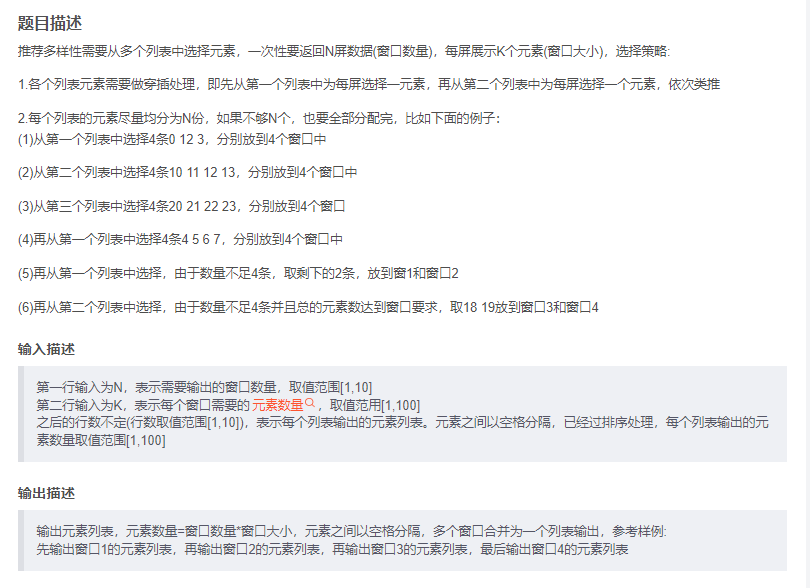 题目描述
推荐多样性需要从多个列表中选择元素，一次性要返回N屏数据(窗口数量)，每屏展示K个元素(窗口大小)，选择策略:
1.各个列表元素需要做穿插处理，即先从第一个列表中为每屏选择一元素，再从第二个列表中为每屏选择一个元素，依次类推
2.每个列表的元素尽量均分为N份，如果不够N个，也要全部分配完，比如下面的例子:
(1)从第一个列表中选择4条0 12 3，分别放到4个窗口中
(2)从第二个列表中选择4条10 11 12 13，分别放到4个窗口中
(3)从第三个列表中选择4条20 21 22 23，分别放到4个窗口
(4)再从第一个列表中选择4条4 5 6 7，分别放到4个窗口中
(5)再从第一个列表中选择，由于数量不足4条，取剩下的2条，放到窗1和窗口2
(6)再从第二个列表中选择，由于数量不足4条并且总的元素数达到窗口要求，取18 19放到窗口3和窗口4
输入描述
第一行输入为N，表示需要输出的窗口数量，取值范围[1,10]
第二行输入为K，表示每个窗口需要的 元素数量，取值范用[1,100]
之后的行数不定(行数取值范围[1,10])，表示每个列表输出的元素列表。元素之间以空格分隔，已经过排序处理，每个列表输出的元
素数量取值范围[1,100]
输出描述
输出元素列表，元素数量=窗口数量*窗口大小，元素之间以空格分隔，多个窗口合并为一个列表输出，参考样例:
先输出窗口1的元素列表，再输出窗口2的元素列表，再输出窗口3的元素列表，最后输出窗口4的元素列表